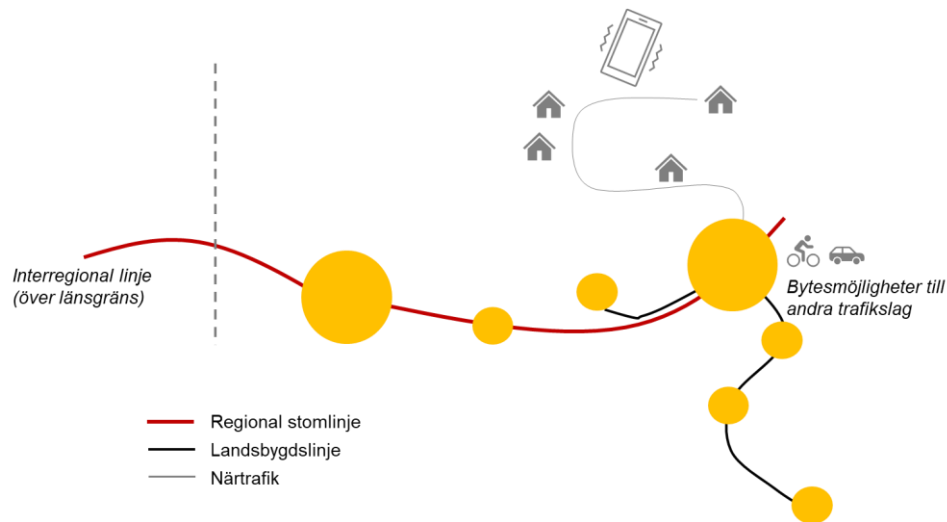 Interregional linje
(över länsgräns)
Bytesmöjligheter till
andra trafikslag
Regional stomlinje
Landsbygdslinje
Närtrafik